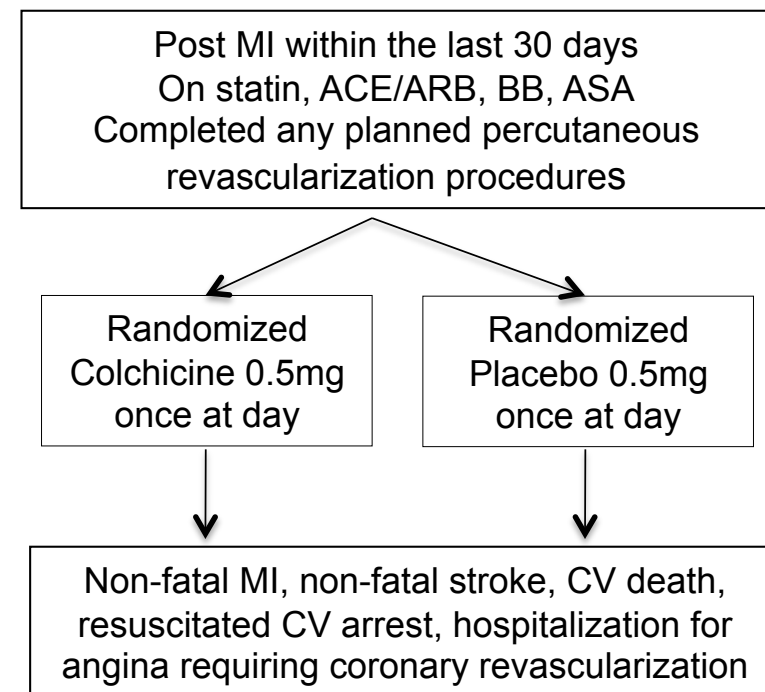 Post MI within the last 30 days
On statin, ACE/ARB, BB, ASA
Completed any planned percutaneous
revascularization procedures
Randomized
Colchicine 0.5mg
once at day
Randomized
Placebo 0.5mg
once at day
Non-fatal MI, non-fatal stroke, CV death,
resuscitated CV arrest, hospitalization for
angina requiring coronary revascularization